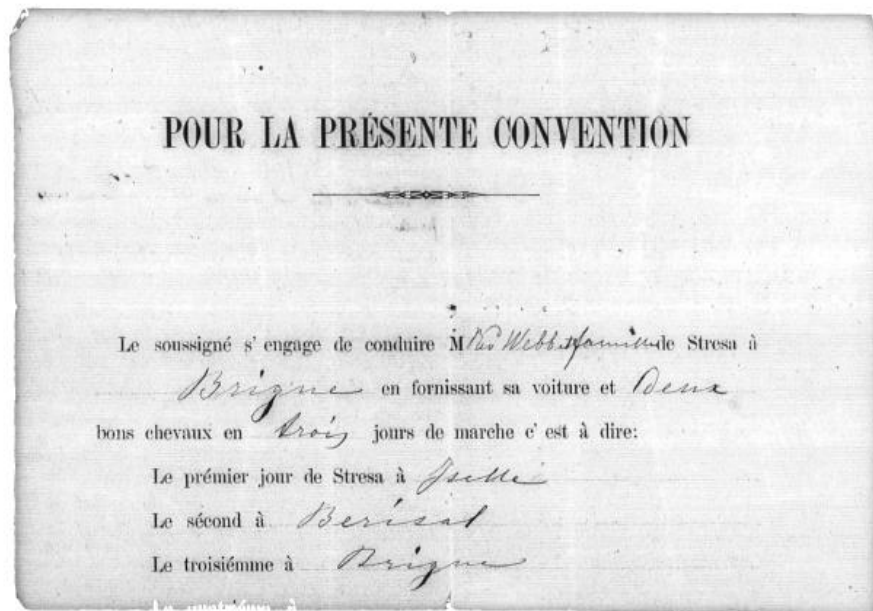 POUR LA PRÉSENTE CONVENTION
Le soussigné s' engage de conduire M Webb et famille de Stresa à
Brigue en fornissant sa voiture et Deux
bons chevaux en trois jours de marche c' est à dire:
Le prémier jour de Stresa à Iselle
Le sécond à Berisal
Le troisiémme à Brigue